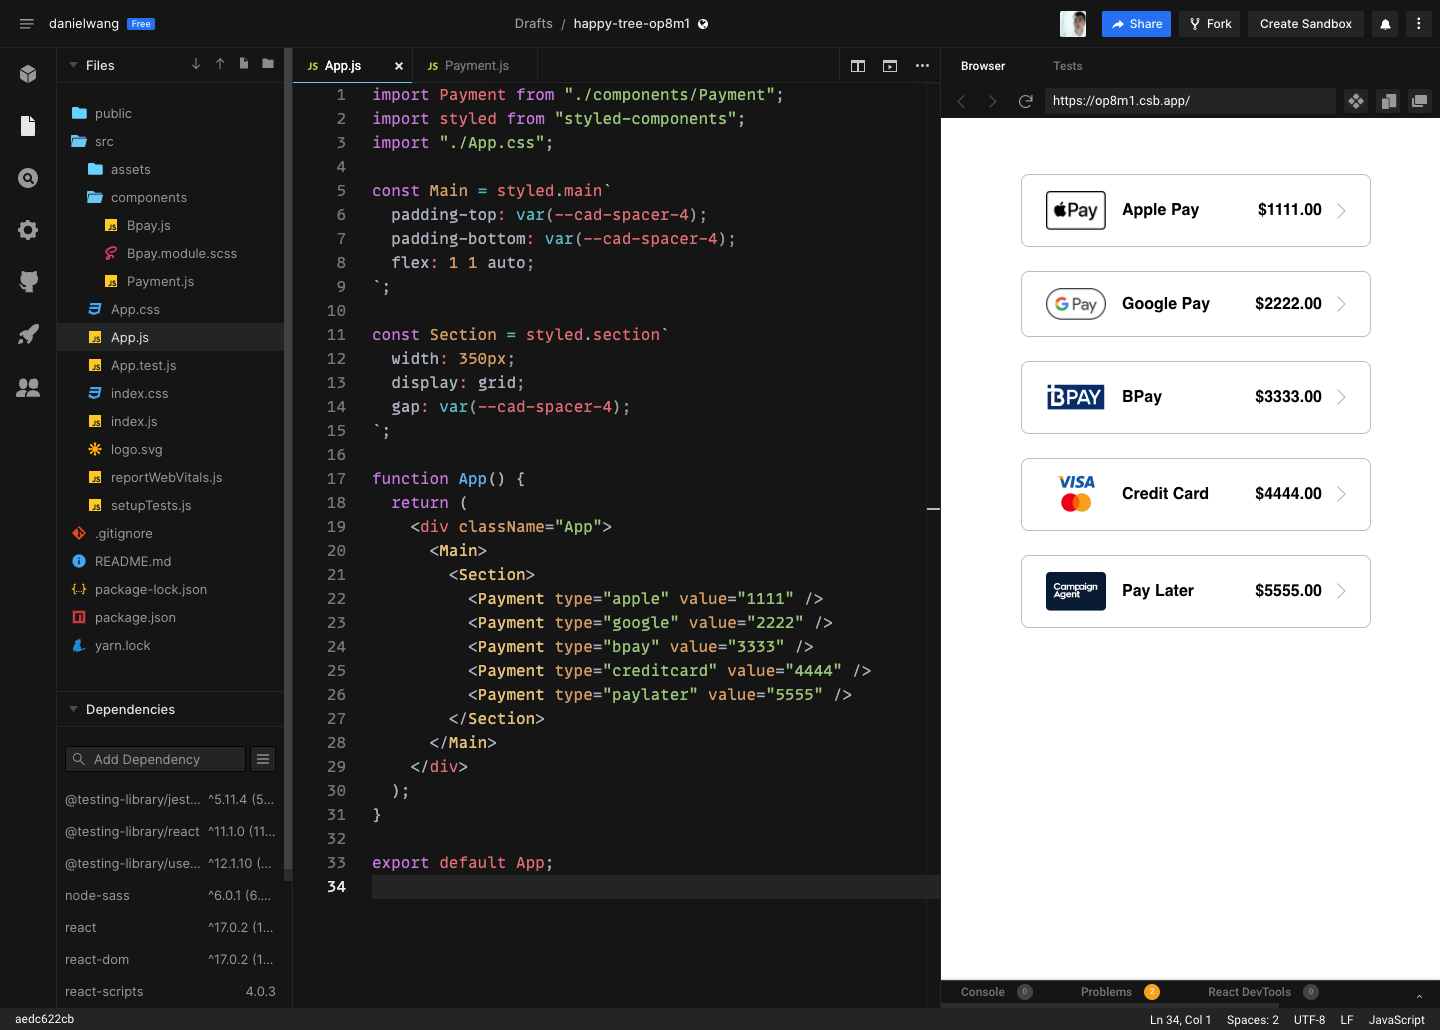 danielwang Free
Drafts / happy-tree-op8m1
Share
Fork
Create Sandbox
Files
public
src
assets
components
Bpay.js
Bpay.module.scss
Payment.js
App.css
App.js
App.test.js
index.css
index.js
logo.svg
reportWebVitals.js
setupTests.js
.gitignore
README.md
package-lock.json
package.json
yarn.lock
Dependencies
Add Dependency
@testing-library/jest... ^5.11.4 (5...
@testing-library/react ^11.1.0 (11...
@testing-library/use... ^12.1.10 (...
node-sass ^6.0.1 (6....
react ^17.0.2 (1...
react-dom ^17.0.2 (1...
react-scripts 4.0.3
JS App.js
JS Payment.js
1 import Payment from "./components/Payment";
2 import styled from "styled-components";
3 import "./App.css";
4
5 const Main = styled.main`
6 padding-top: var(--cad-spacer-4);
7 padding-bottom: var(--cad-spacer-4);
8 flex: 1 1 auto;
9 `;
10
11 const Section = styled.section`
12 width: 350px;
13 display: grid;
14 gap: var(--cad-spacer-4);
15 `;
16
17 function App() {
18 return (
19 <div className="App">
20 <Main>
21 <Section>
22 <Payment type="apple" value="1111" />
23 <Payment type="google" value="2222" />
24 <Payment type="bpay" value="3333" />
25 <Payment type="creditcard" value="4444" />
26 <Payment type="paylater" value="5555" />
27 </Section>
28 </Main>
29 </div>
30 );
31 }
32
33 export default App;
34
Browser Tests
https://op8m1.csb.app/
Pay Apple Pay $1111.00
G Pay Google Pay $2222.00
BPAY BPay $3333.00
VISA Credit Card $4444.00
Campaign Agent Pay Later $5555.00
Console 0 Problems 2 React DevTools 0
aedc622cb
Ln 34, Col 1 Spaces: 2 UTF-8 LF JavaScript